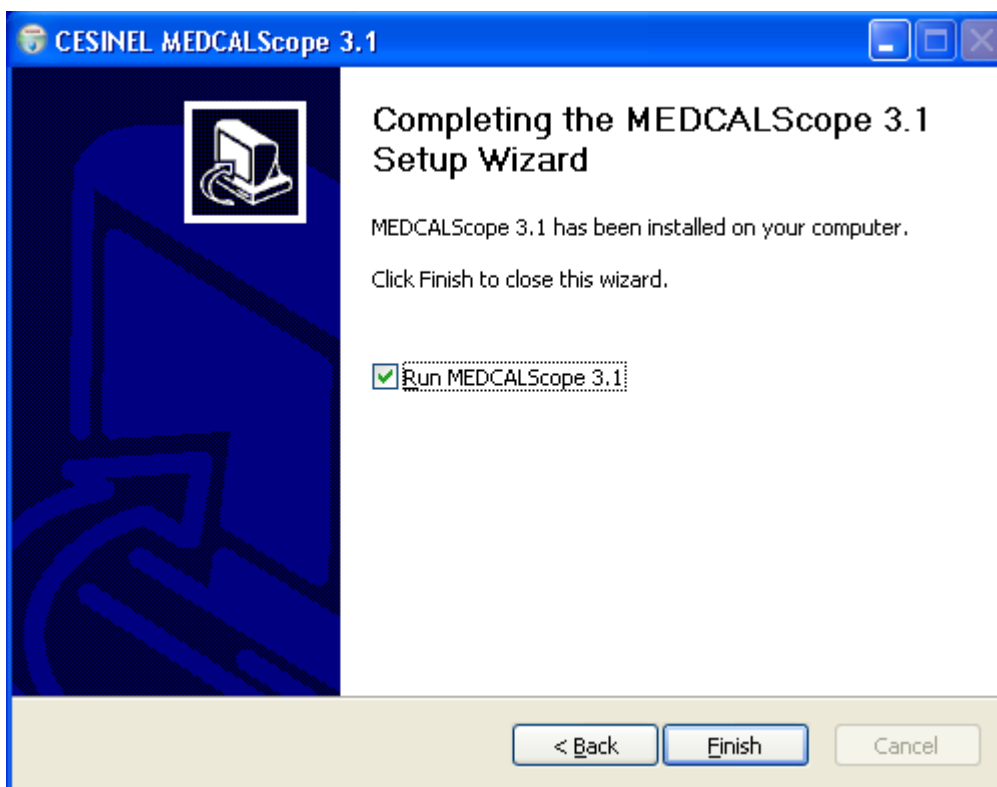 CESINEL MEDCALScope 3.1
Completing the MEDCALScope 3.1
Setup Wizard
MEDCALScope 3.1 has been installed on your computer.
Click Finish to close this wizard.
Run MEDCALScope 3.1
< Back
Finish
Cancel